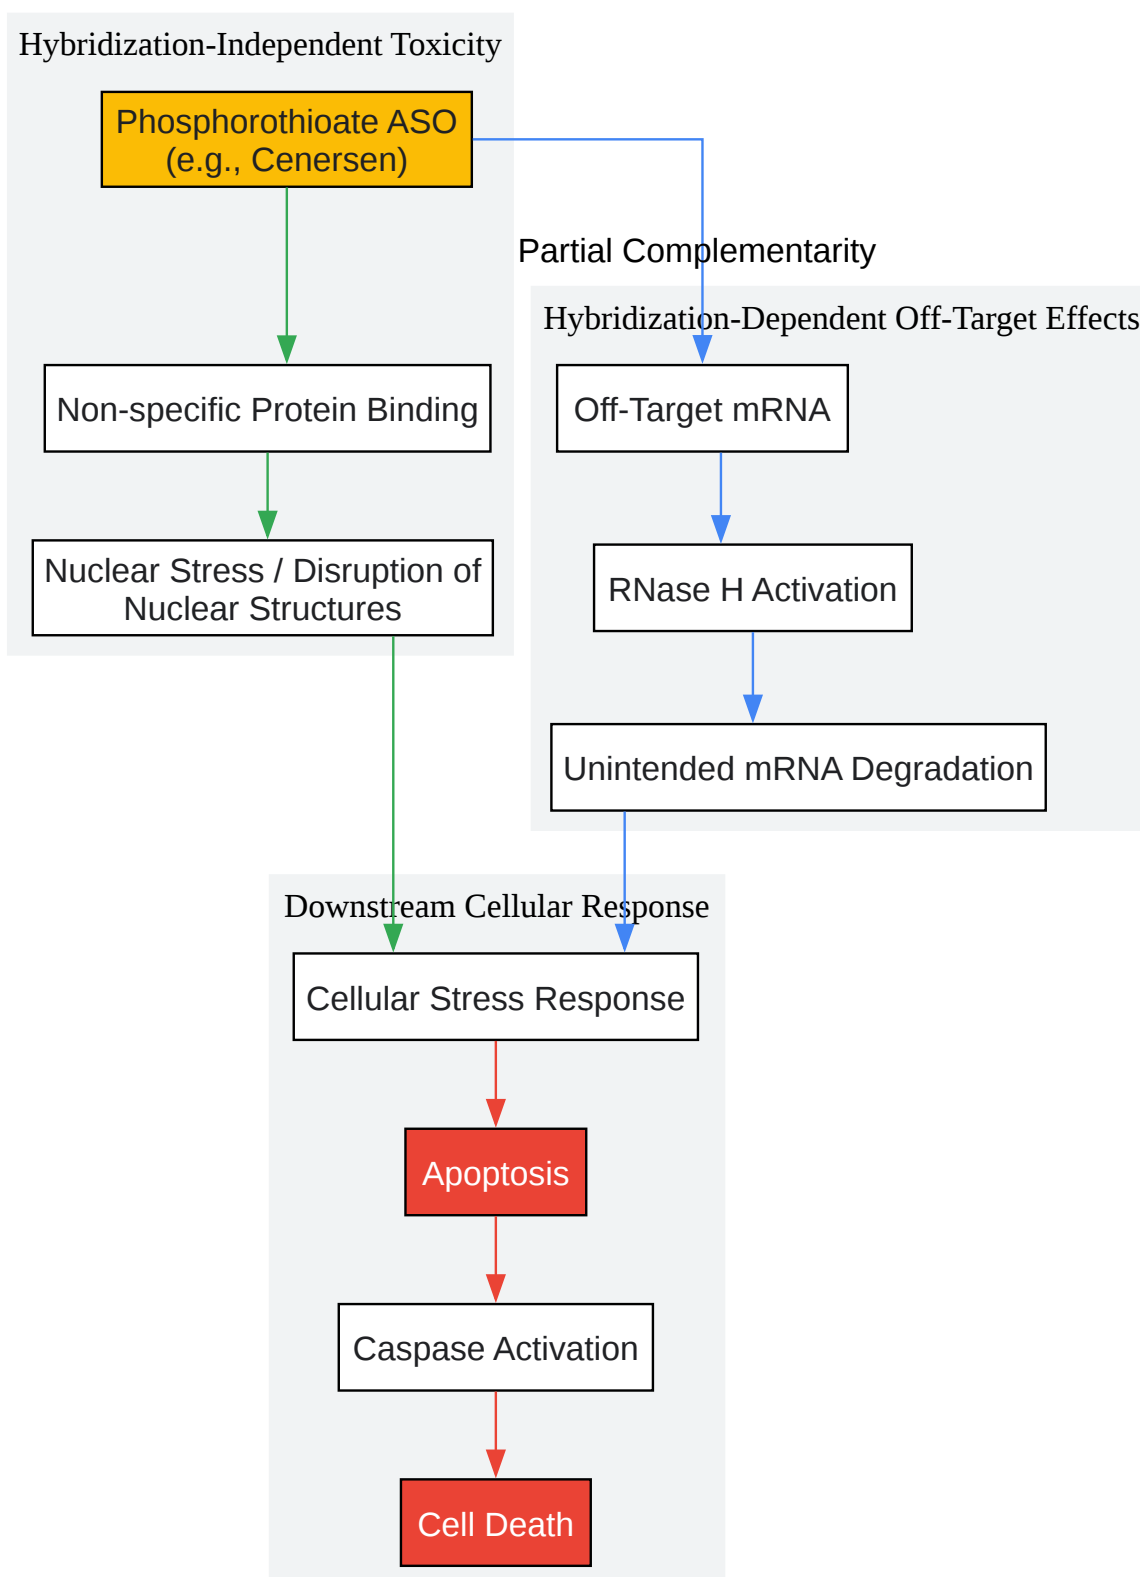 Hybridization-Independent Toxicity
Phosphorothioate ASO
(e.g., Cenersen)
Partial Complementarity
Hybridization-Dependent Off-Target Effects
Non-specific Protein Binding
Off-Target mRNA
Nuclear Stress / Disruption of
Nuclear Structures
RNase H Activation
Unintended mRNA Degradation
Downstream Cellular Response
Cellular Stress Response
Apoptosis
Caspase Activation
Cell Death